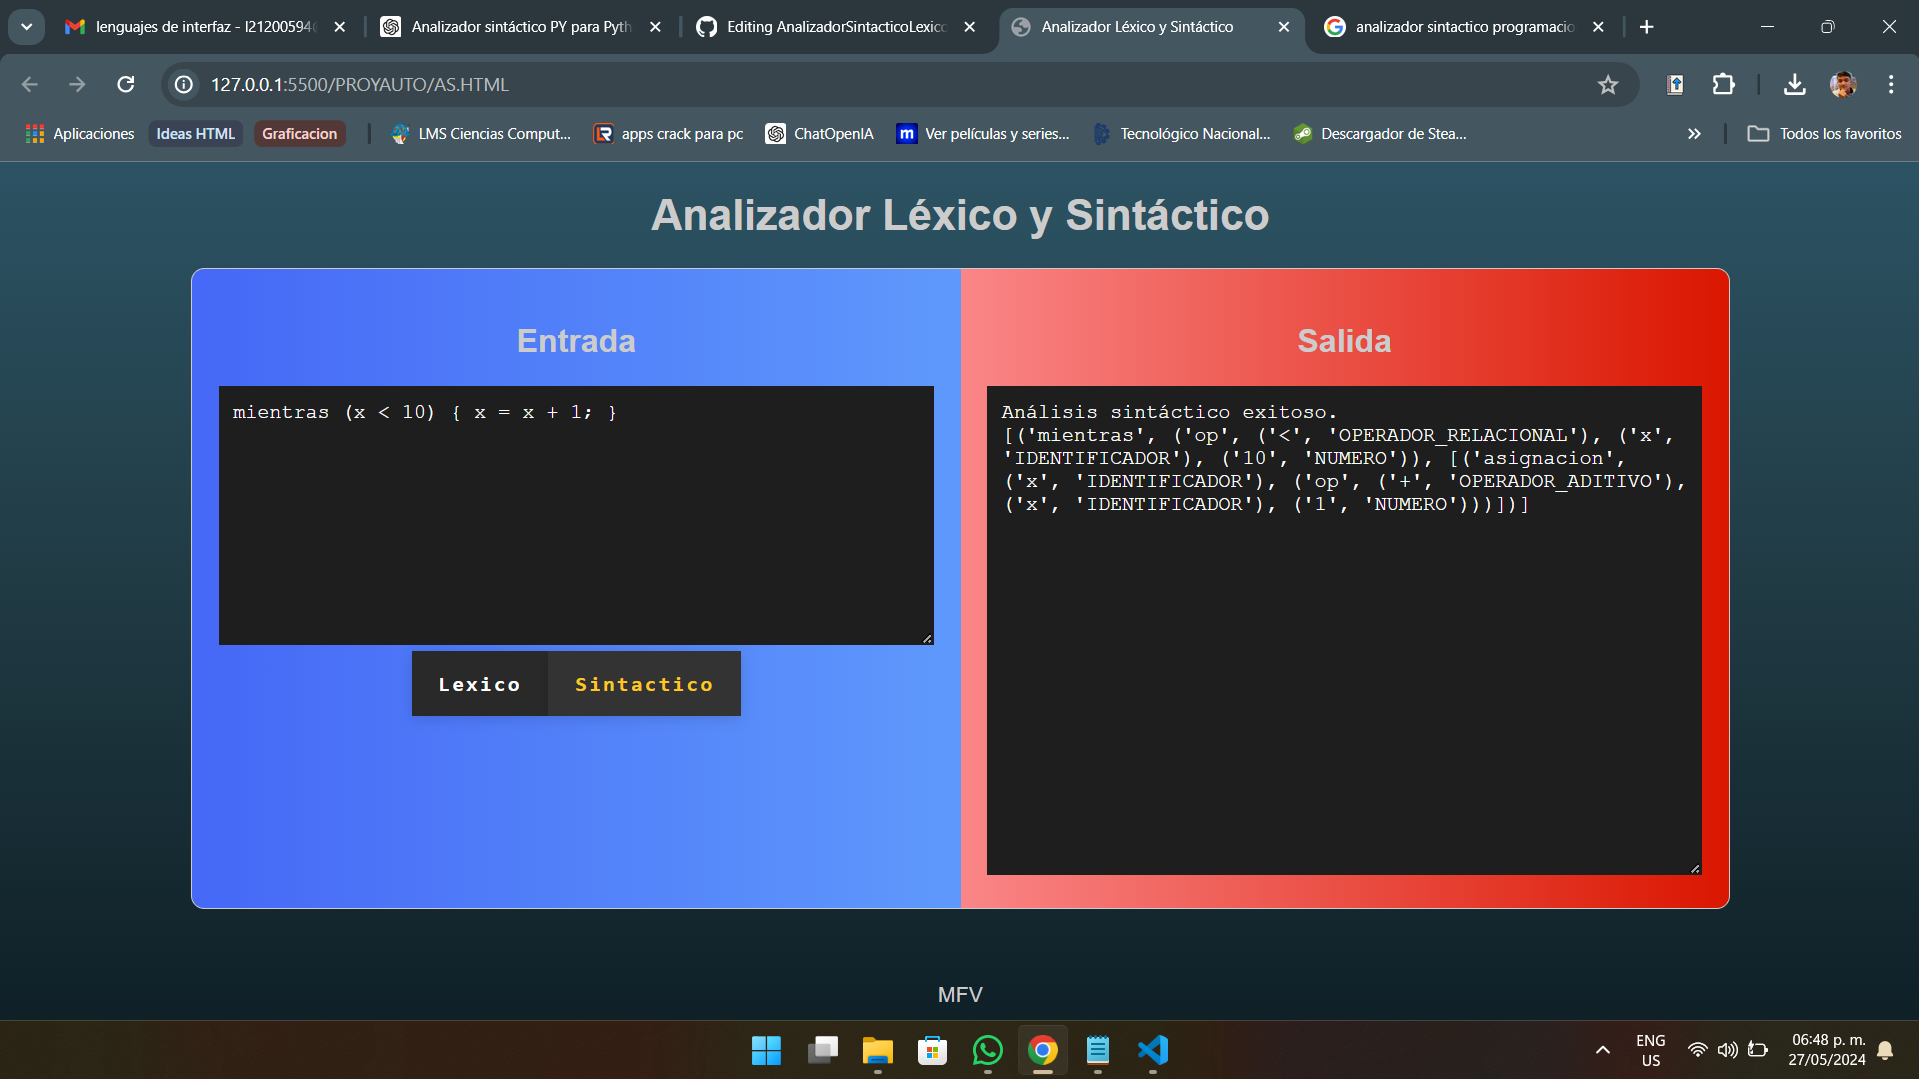 lenguajes de interfaz - l21200594
Analizador sintáctico PY para Pyth
Editing AnalizadorSintacticoLexico
Analizador Léxico y Sintáctico
analizador sintactico programacio
127.0.0.1:5500/PROYAUTO/AS.HTML
Aplicaciones
Ideas HTML
Graficacion
LMS Ciencias Comput...
apps crack para pc
ChatOpenIA
Ver películas y series...
Tecnológico Nacional...
Descargador de Stea...
Todos los favoritos
Analizador Léxico y Sintáctico
Entrada
mientras (x < 10) { x = x + 1; }
Lexico
Sintactico
Salida
Análisis sintáctico exitoso.
[('mientras', ('op', ('<', 'OPERADOR_RELACIONAL'), ('x',
'IDENTIFICADOR'), ('10', 'NUMERO')), [('asignacion',
('x', 'IDENTIFICADOR'), ('op', ('+', 'OPERADOR_ADITIVO'),
('x', 'IDENTIFICADOR'), ('1', 'NUMERO')))])]
MFV
ENG
US
06:48 p. m.
27/05/2024